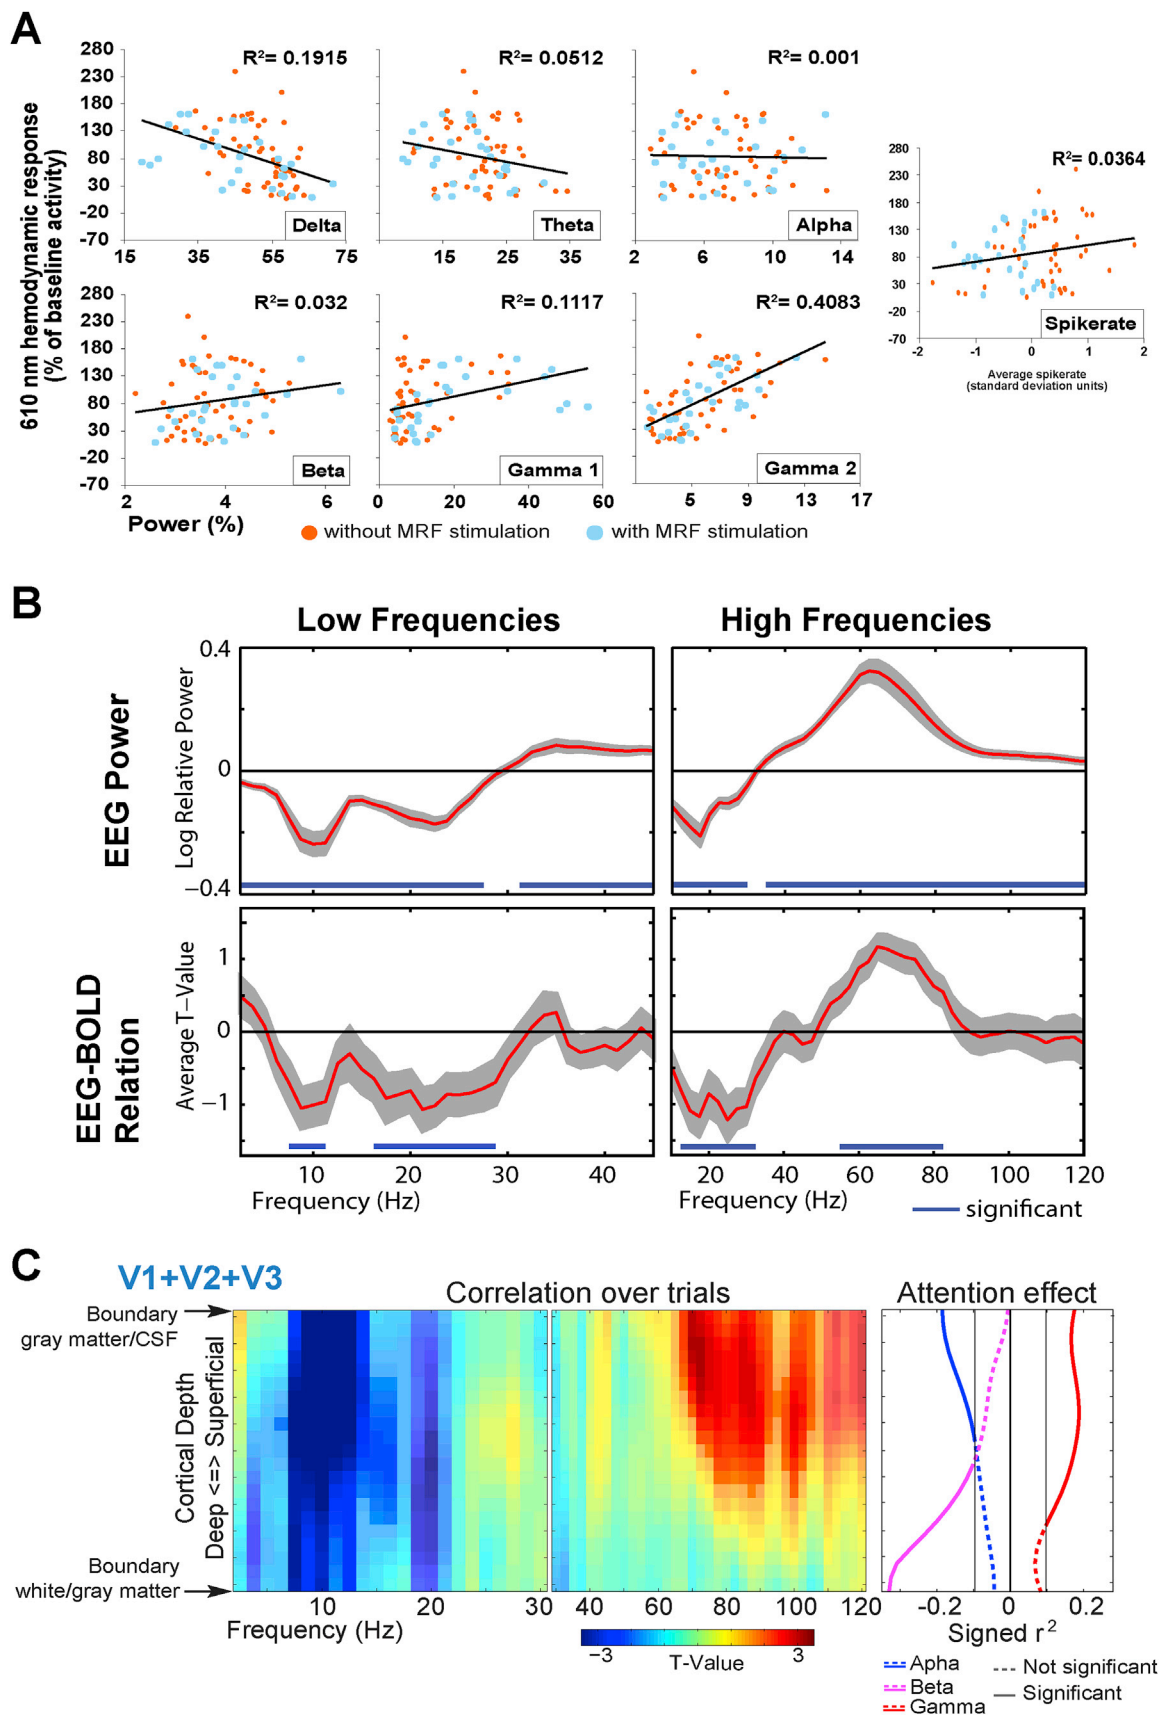 A
610 nm hemodynamic response
(% of baseline activity)
280
230
180
130
80
30
-20
-70
R²= 0.1915
Delta
15 35 55 75
R²= 0.0512
Theta
15 25 35
R²= 0.001
Alpha
2 6 10 14
280
230
180
130
80
30
-20
-70
R²= 0.0364
Spikerate
-2 -1 0 1 2
Average spikerate
(standard deviation units)
280
230
180
130
80
30
-20
-70
R²= 0.032
Beta
2 4 6
R²= 0.1117
Gamma 1
0 20 40 60
R²= 0.4083
Gamma 2
5 9 13 17
Power (%)
without MRF stimulation
with MRF stimulation
B
Low Frequencies
High Frequencies
EEG Power
Log Relative Power
0.4
0
−0.4
EEG-BOLD
Relation
Average T−Value
1
0
−1
10 20 30 40
20 40 60 80 100 120
Frequency (Hz)
Frequency (Hz)
significant
C
V1+V2+V3
Correlation over trials
Attention effect
Boundary
gray matter/CSF
Cortical Depth
Deep <=> Superficial
Boundary
white/gray matter
10 20 30
40 60 80 100 120
-0.2 0 0.2
Frequency (Hz)
−3 3
T-Value
Signed r²
Apha
Beta
Gamma
Not significant
Significant